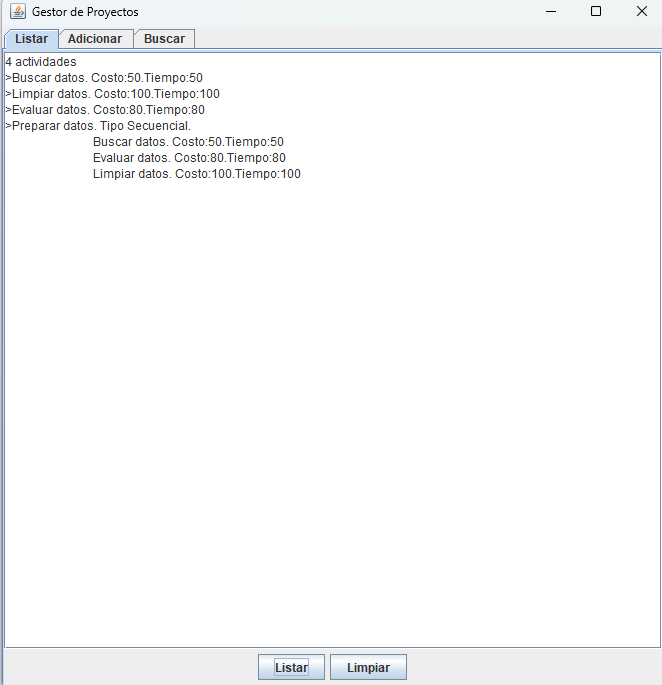 Gestor de Proyectos
Listar Adicionar Buscar
4 actividades
>Buscar datos. Costo:50.Tiempo:50
>Limpiar datos. Costo:100.Tiempo:100
>Evaluar datos. Costo:80.Tiempo:80
>Preparar datos. Tipo Secuencial.
Buscar datos. Costo:50.Tiempo:50
Evaluar datos. Costo:80.Tiempo:80
Limpiar datos. Costo:100.Tiempo:100
Listar Limpiar